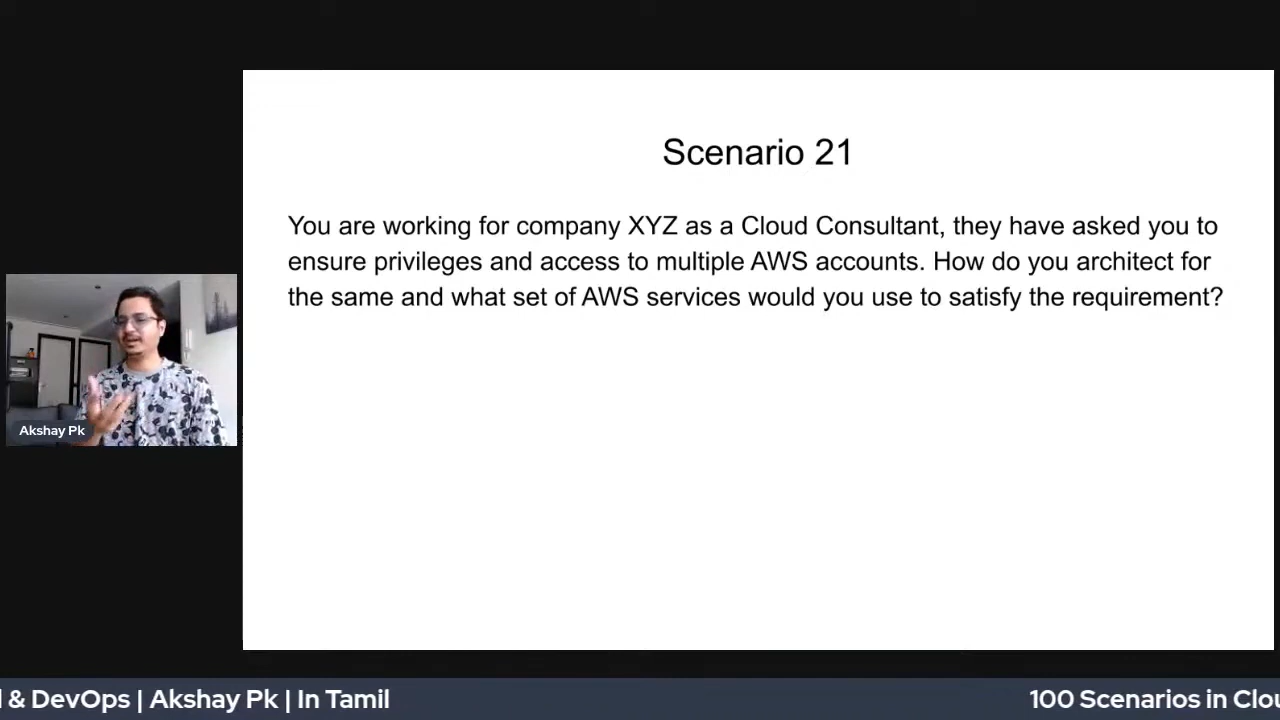 Scenario 21
You are working for company XYZ as a Cloud Consultant, they have asked you to
ensure privileges and access to multiple AWS accounts. How do you architect for
the same and what set of AWS services would you use to satisfy the requirement?
Akshay Pk
& DevOps | Akshay Pk | In Tamil
100 Scenarios in Clou